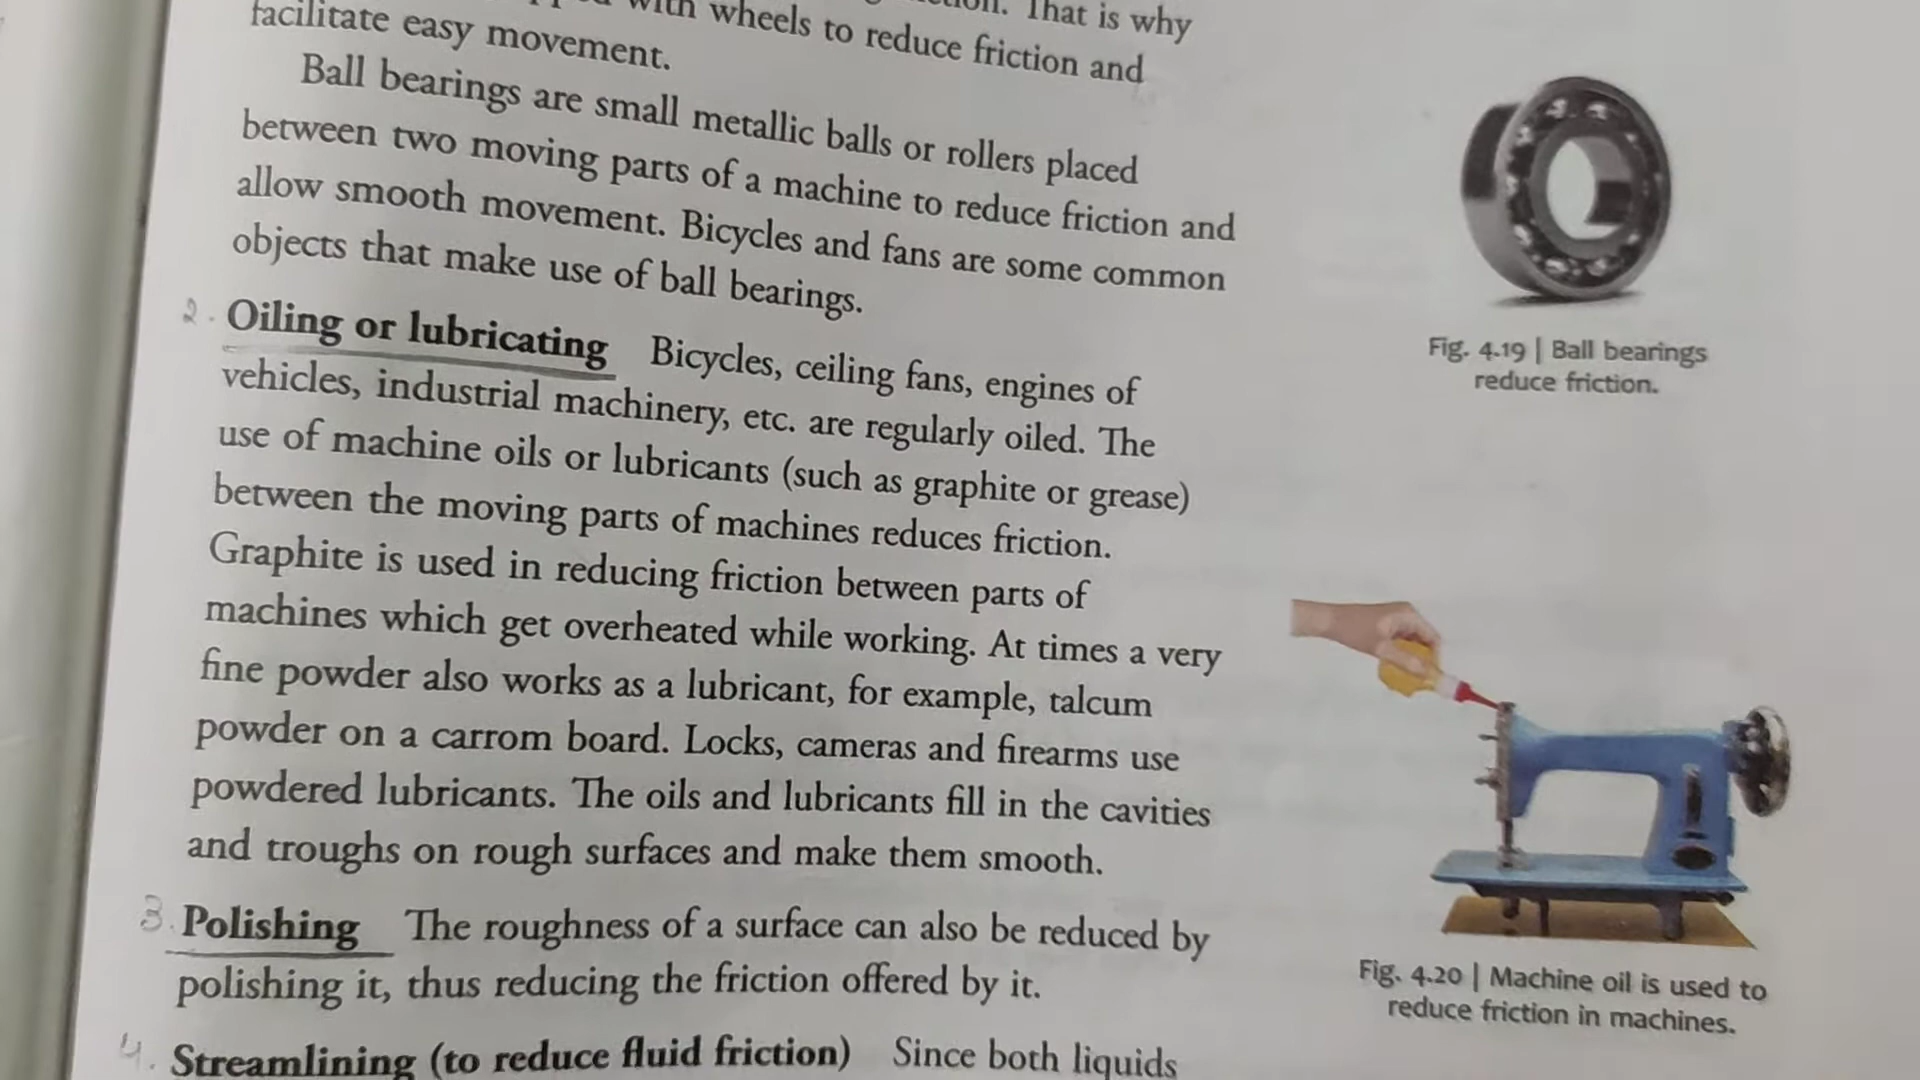 with wheels to reduce friction and
That is why
facilitate easy movement.
Ball bearings are small metallic balls or rollers placed
between two moving parts of a machine to reduce friction and
allow smooth movement. Bicycles and fans are some common
objects that make use of ball bearings.
2. Oiling or lubricating Bicycles, ceiling fans, engines of
vehicles, industrial machinery, etc. are regularly oiled. The
use of machine oils or lubricants (such as graphite or grease)
between the moving parts of machines reduces friction.
Graphite is used in reducing friction between parts of
machines which get overheated while working. At times a very
fine powder also works as a lubricant, for example, talcum
powder on a carrom board. Locks, cameras and firearms use
powdered lubricants. The oils and lubricants fill in the cavities
and troughs on rough surfaces and make them smooth.
3. Polishing The roughness of a surface can also be reduced by
polishing it, thus reducing the friction offered by it.
4. Streamlining (to reduce fluid friction) Since both liquids
Fig. 4.19 | Ball bearings
reduce friction.
Fig. 4.20 | Machine oil is used to
reduce friction in machines.